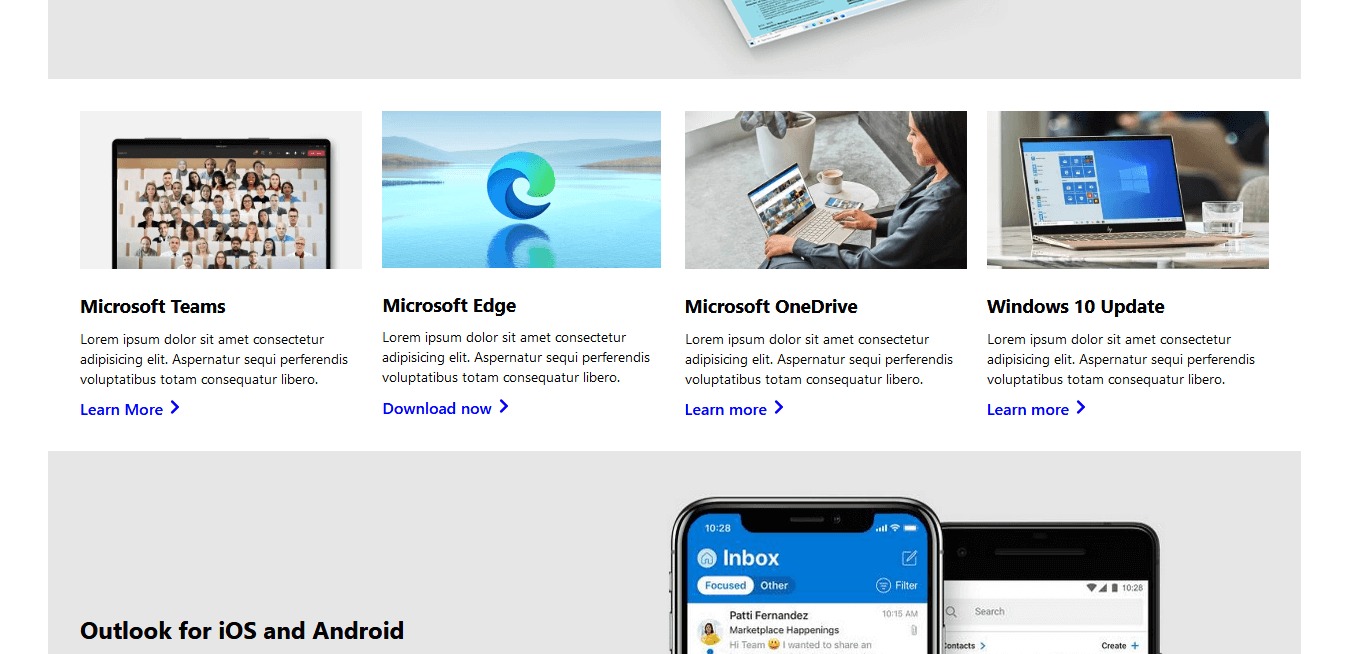 Microsoft Teams
Lorem ipsum dolor sit amet consectetur
adipisicing elit. Aspernatur sequi perferendis
voluptatibus totam consequatur libero.
Learn More
Microsoft Edge
Lorem ipsum dolor sit amet consectetur
adipisicing elit. Aspernatur sequi perferendis
voluptatibus totam consequatur libero.
Download now
Microsoft OneDrive
Lorem ipsum dolor sit amet consectetur
adipisicing elit. Aspernatur sequi perferendis
voluptatibus totam consequatur libero.
Learn more
Windows 10 Update
Lorem ipsum dolor sit amet consectetur
adipisicing elit. Aspernatur sequi perferendis
voluptatibus totam consequatur libero.
Learn more
Outlook for iOS and Android
10:28
Inbox
Focused Other Filter
Patti Fernandez 10:15 AM
Marketplace Happenings
Hi Team 😀 I wanted to share an
10:28
Search
Create +